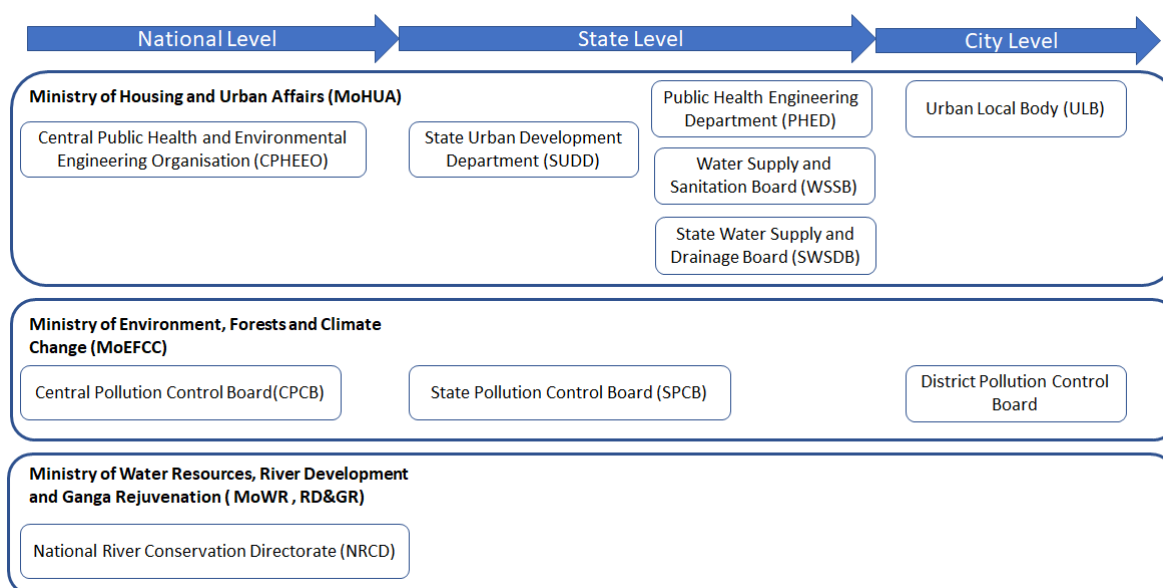 National Level
State Level
City Level
Ministry of Housing and Urban Affairs (MoHUA)
Central Public Health and Environmental
Engineering Organisation (CPHEEO)
State Urban Development
Department (SUDD)
Public Health Engineering
Department (PHED)
Water Supply and
Sanitation Board (WSSB)
State Water Supply and
Drainage Board (SWSDB)
Urban Local Body (ULB)
Ministry of Environment, Forests and Climate
Change (MoEFCC)
Central Pollution Control Board(CPCB)
State Pollution Control Board (SPCB)
District Pollution Control
Board
Ministry of Water Resources, River Development
and Ganga Rejuvenation ( MoWR , RD&GR)
National River Conservation Directorate (NRCD)